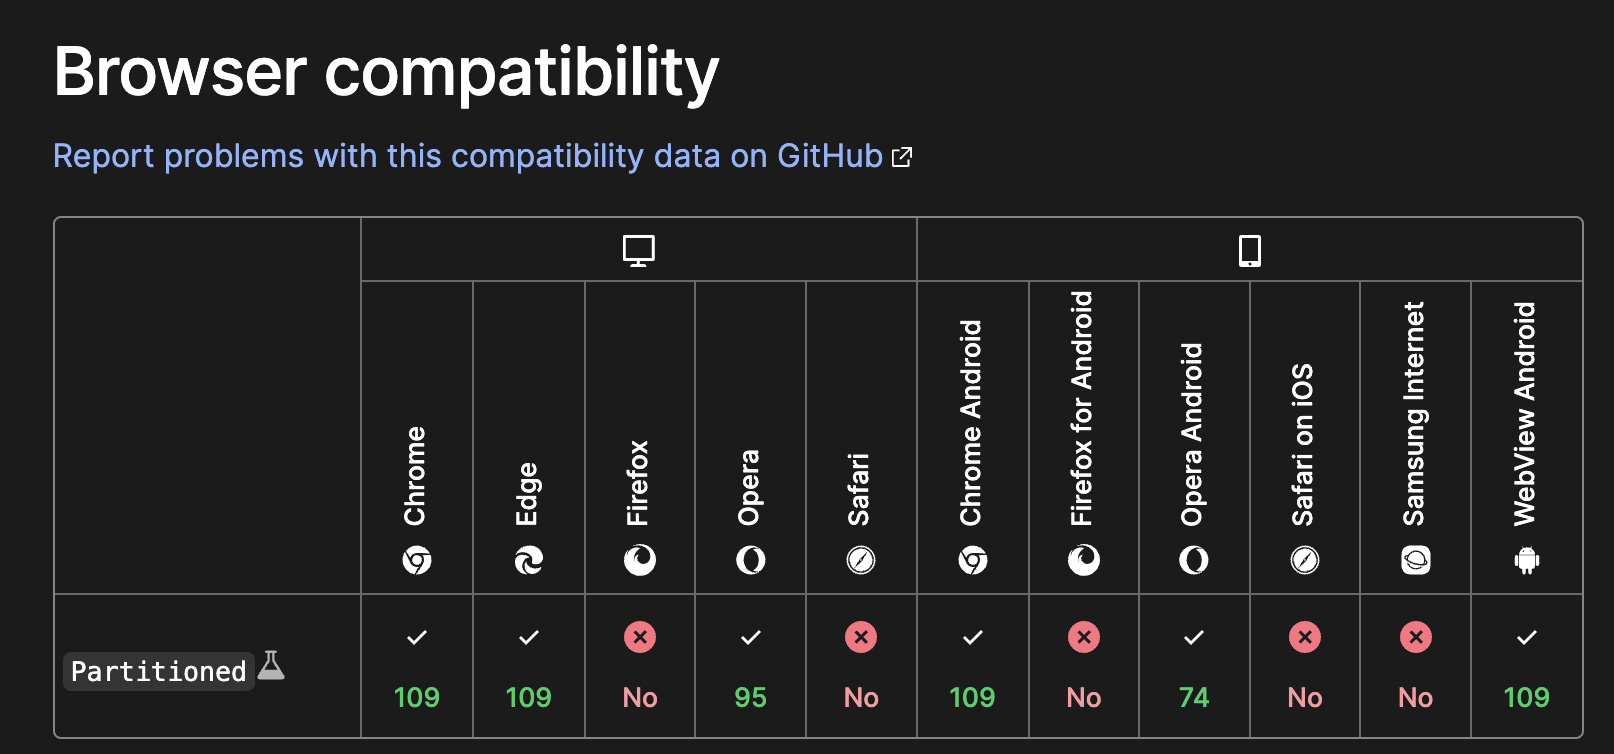 Browser compatibility
Report problems with this compatibility data on GitHub
Chrome
Edge
Firefox
Opera
Safari
Chrome Android
Firefox for Android
Opera Android
Safari on iOS
Samsung Internet
WebView Android
Partitioned
109
109
No
95
No
109
No
74
No
No
109